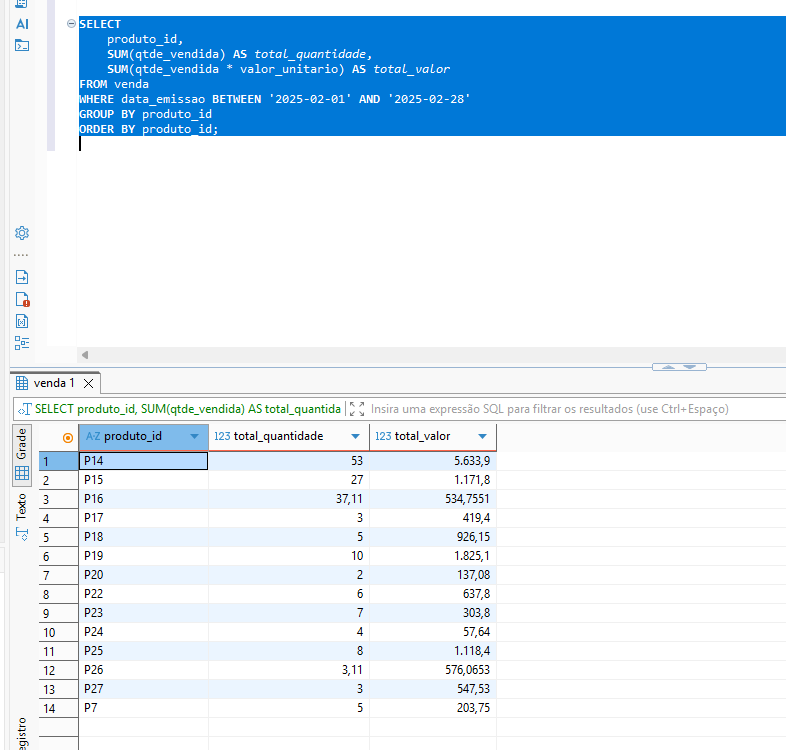 AI
SELECT
produto_id,
SUM(qtde_vendida) AS total_quantidade,
SUM(qtde_vendida * valor_unitario) AS total_valor
FROM venda
WHERE data_emissao BETWEEN '2025-02-01' AND '2025-02-28'
GROUP BY produto_id
ORDER BY produto_id;
venda 1
SELECT produto_id, SUM(qtde_vendida) AS total_quantida Insira uma expressão SQL para filtrar os resultados (use Ctrl+Espaço)
Grade
Texto
egistro
A-Z produto_id 123 total_quantidade 123 total_valor
1 P14 53 5.633,9
2 P15 27 1.171,8
3 P16 37,11 534,7551
4 P17 3 419,4
5 P18 5 926,15
6 P19 10 1.825,1
7 P20 2 137,08
8 P22 6 637,8
9 P23 7 303,8
10 P24 4 57,64
11 P25 8 1.118,4
12 P26 3,11 576,0653
13 P27 3 547,53
14 P7 5 203,75